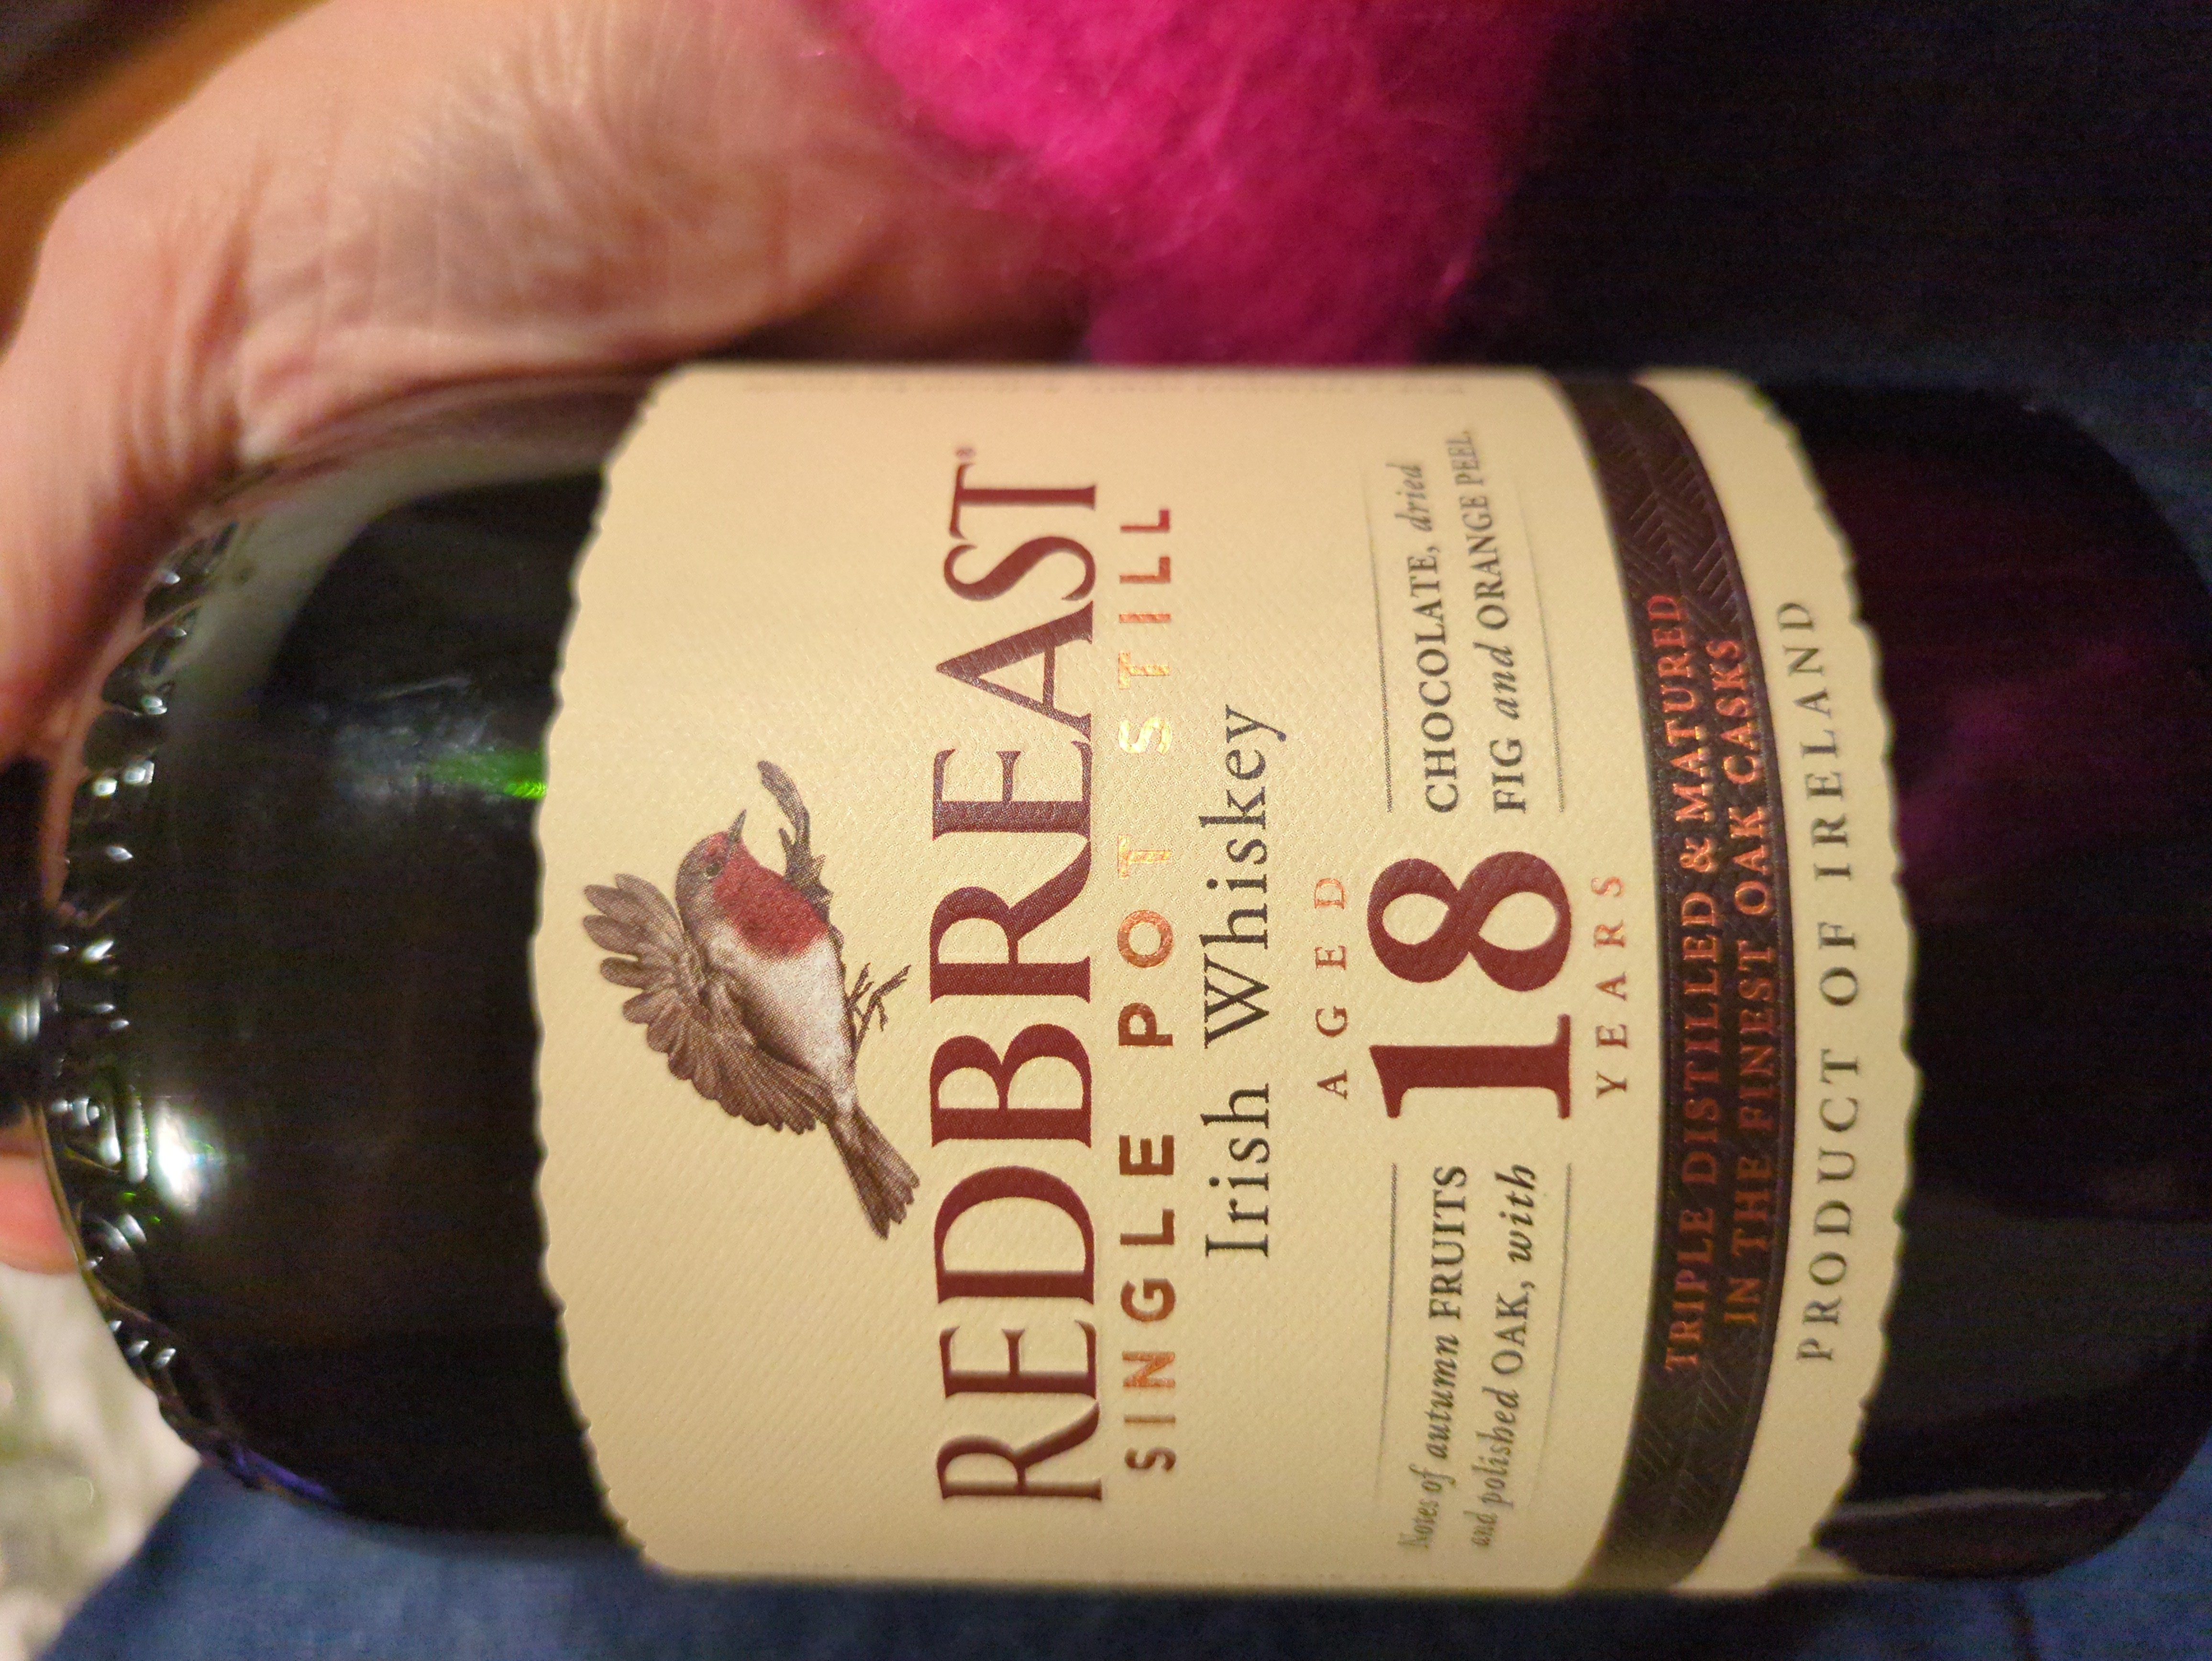 REDBREAST®
SINGLE POT STILL
Irish Whiskey
AGED
18
YEARS
Notes of autumn FRUITS
and polished OAK, with
CHOCOLATE, dried
FIG and ORANGE PEEL.
TRIPLE DISTILLED & MATURED
IN THE FINEST OAK CASKS
PRODUCT OF IRELAND